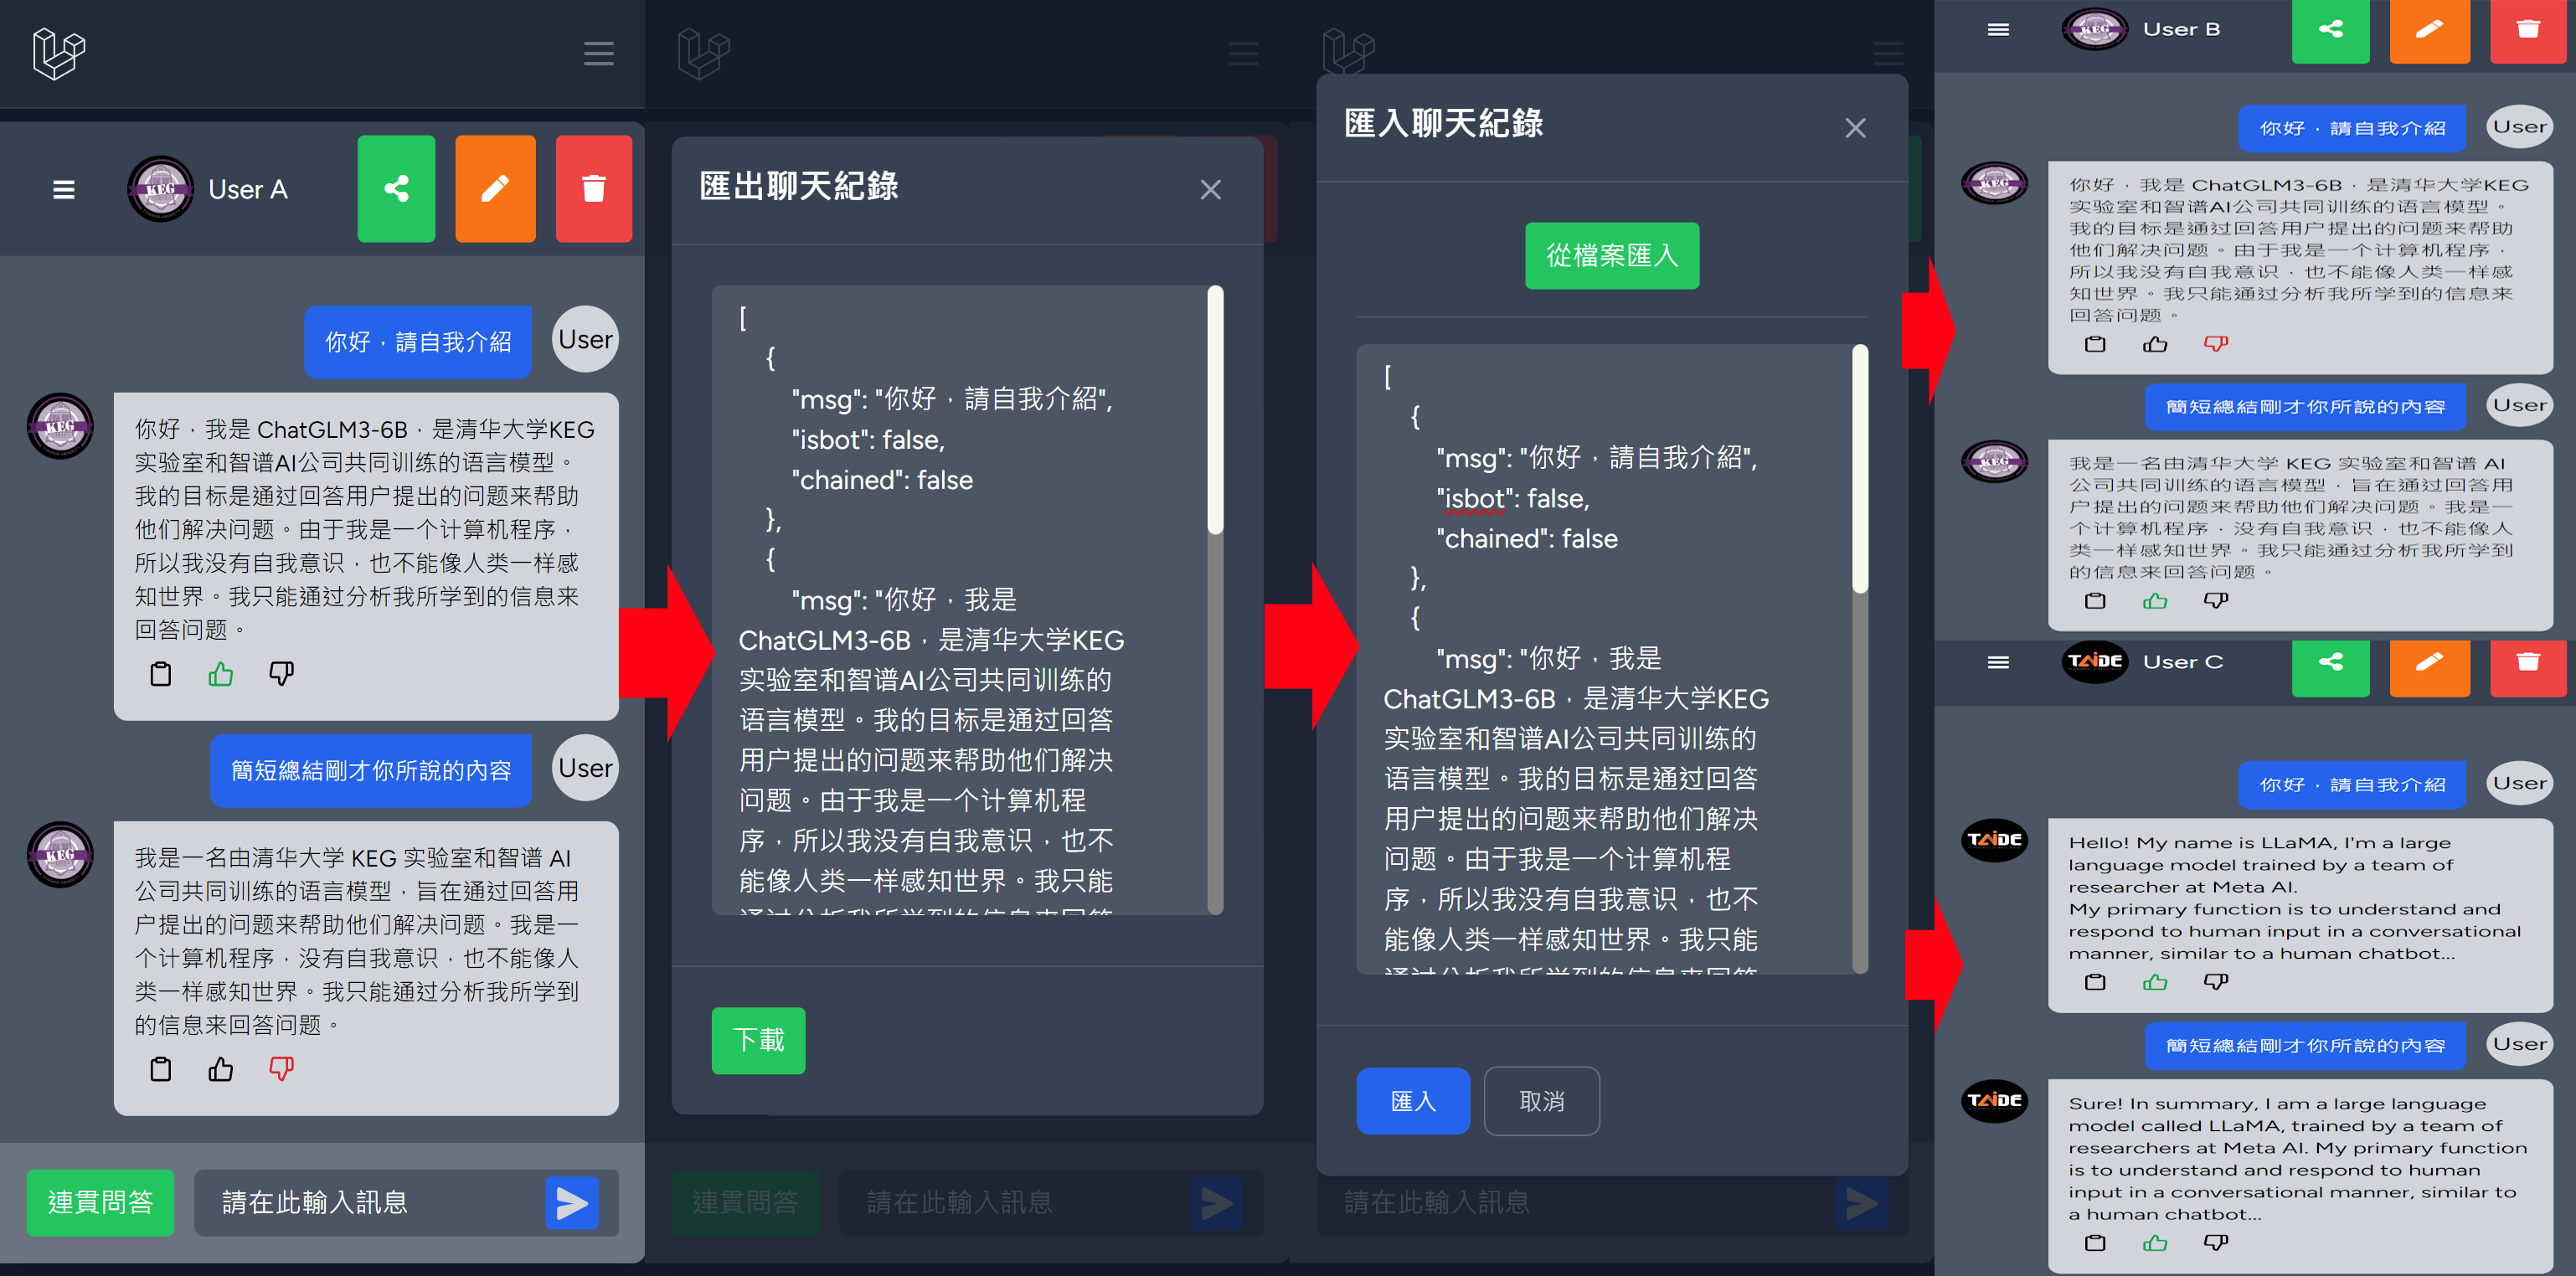 User A
你好，請自我介紹
User
KEG
你好，我是 ChatGLM3-6B，是清华大学KEG
实验室和智谱AI公司共同训练的语言模型。
我的目标是通过回答用户提出的问题来帮助
他们解决问题。由于我是一个计算机程序，
所以我没有自我意识，也不能像人类一样感
知世界。我只能通过分析我所学到的信息来
回答问题。
簡短總結剛才你所說的內容
User
KEG
我是一名由清华大学 KEG 实验室和智谱 AI
公司共同训练的语言模型，旨在通过回答用
户提出的问题来帮助他们解决问题。我是一
个计算机程序，没有自我意识，也不能像人
类一样感知世界。我只能通过分析我所学到
的信息来回答问题。
連貫問答
請在此輸入訊息
匯出聊天紀錄
[
{
"msg": "你好，請自我介紹",
"isbot": false,
"chained": false
},
{
"msg": "你好，我是
ChatGLM3-6B，是清华大学KEG
实验室和智谱AI公司共同训练的
语言模型。我的目标是通过回答
用户提出的问题来帮助他们解决
问题。由于我是一个计算机程
序，所以我没有自我意识，也不
能像人类一样感知世界。我只能
通过分析我所学到的信息来回答
下載
連貫問答
請在此輸入訊息
匯入聊天紀錄
從檔案匯入
[
{
"msg": "你好，請自我介紹",
"isbot": false,
"chained": false
},
{
"msg": "你好，我是
ChatGLM3-6B，是清华大学KEG
实验室和智谱AI公司共同训练的
语言模型。我的目标是通过回答
用户提出的问题来帮助他们解决
问题。由于我是一个计算机程
序，所以我没有自我意识，也不
能像人类一样感知世界。我只能
通过分析我所学到的信息来回答
匯入
取消
請在此輸入訊息
User B
你好，請自我介紹
User
KEG
你好，我是 ChatGLM3-6B，是清华大学KEG
实验室和智谱AI公司共同训练的语言模型。
我的目标是通过回答用户提出的问题来帮助
他们解决问题。由于我是一个计算机程序，
所以我没有自我意识，也不能像人类一样感
知世界。我只能通过分析我所学到的信息来
回答问题。
簡短總結剛才你所說的內容
User
KEG
我是一名由清华大学 KEG 实验室和智谱 AI
公司共同训练的语言模型，旨在通过回答用
户提出的问题来帮助他们解决问题。我是一
个计算机程序，没有自我意识，也不能像人
类一样感知世界。我只能通过分析我所学到
的信息来回答问题。
TAIDE
User C
你好，請自我介紹
User
TAIDE
Hello! My name is LLaMA, I'm a large
language model trained by a team of
researcher at Meta AI.
My primary function is to understand and
respond to human input in a conversational
manner, similar to a human chatbot...
簡短總結剛才你所說的內容
User
TAIDE
Sure! In summary, I am a large language
model called LLaMA, trained by a team of
researchers at Meta AI. My primary function
is to understand and respond to human
input in a conversational manner, similar to
a human chatbot...